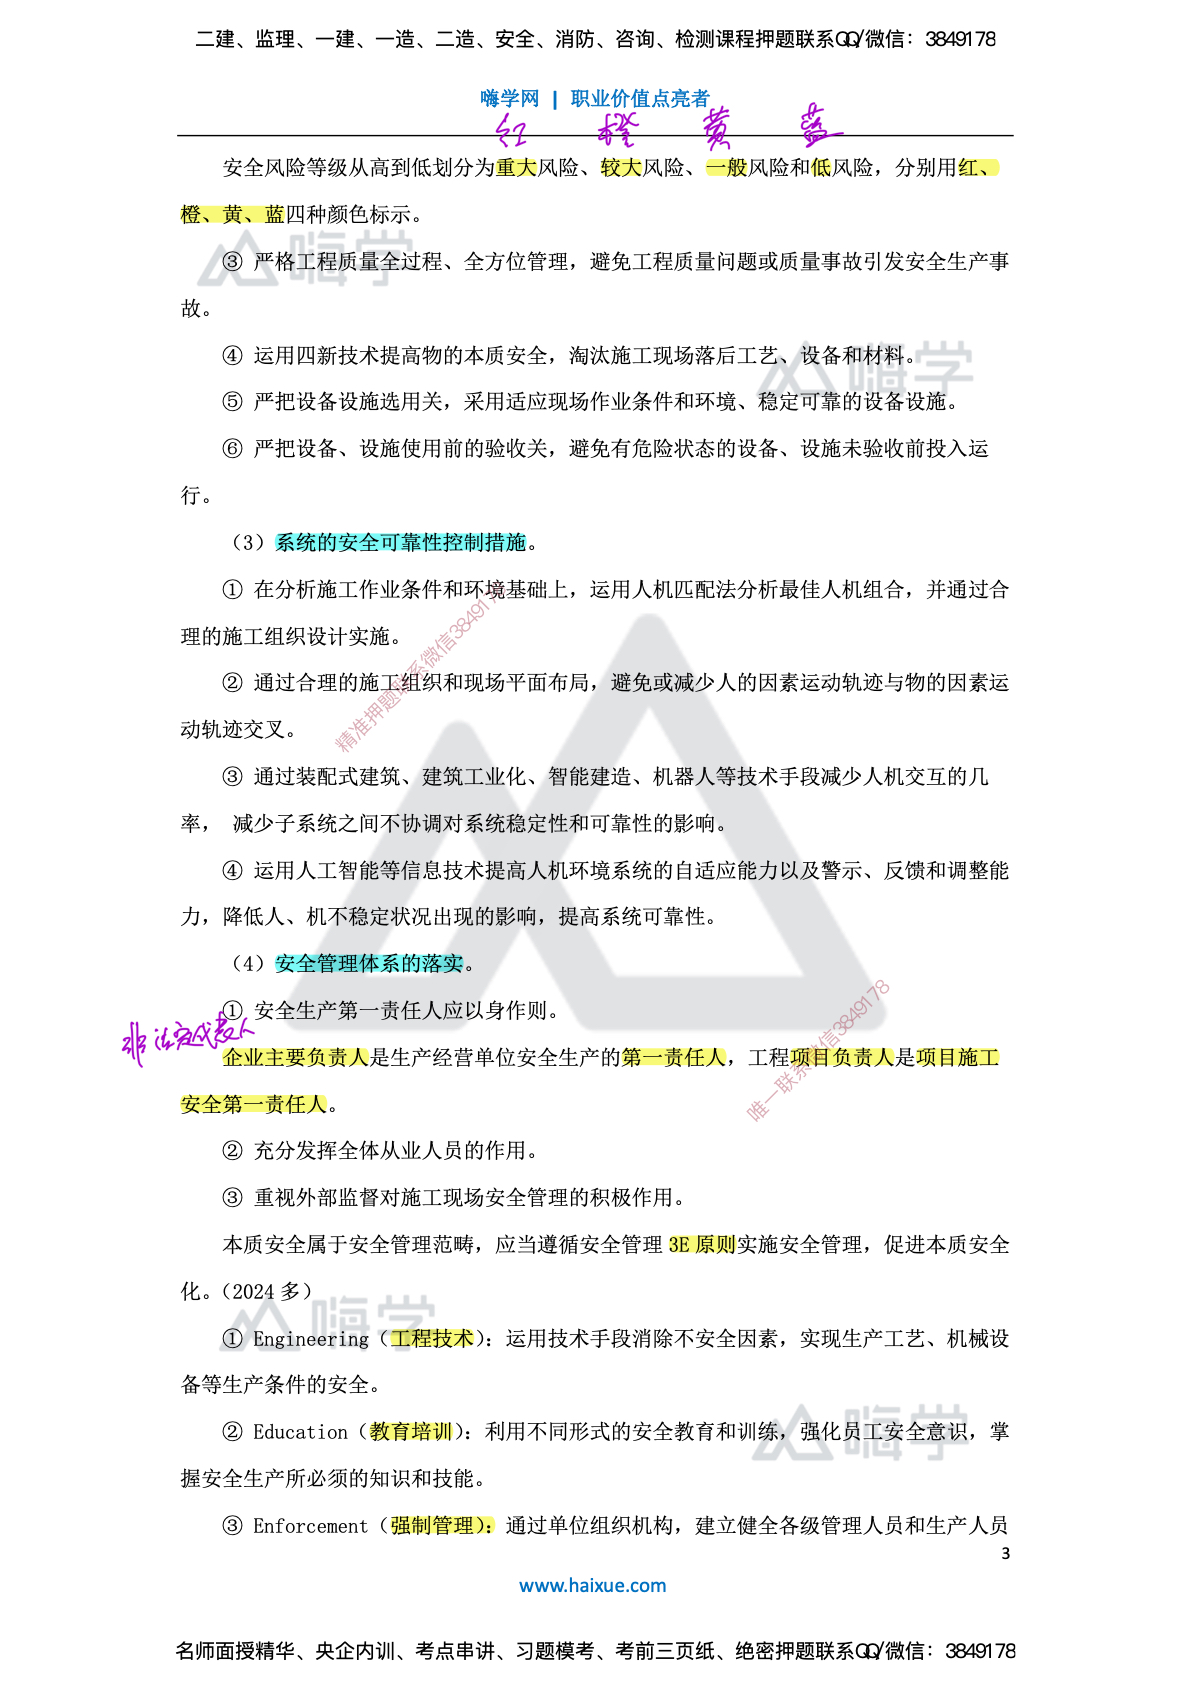 二建、监理、一建、一造、二造、安全、消防、咨询、检测课程押题联系QQ/微信：3849178
嗨学网 | 职业价值点亮者
红 橙 黄 蓝
安全风险等级从高到低划分为重大风险、较大风险、一般风险和低风险，分别用红、
橙、黄、蓝四种颜色标示。
嗨学
③ 严格工程质量全过程、全方位管理，避免工程质量问题或质量事故引发安全生产事
故。
④ 运用四新技术提高物的本质安全，淘汰施工现场落后工艺、设备和材料。
嗨学
⑤ 严把设备设施选用关，采用适应现场作业条件和环境、稳定可靠的设备设施。
⑥ 严把设备、设施使用前的验收关，避免有危险状态的设备、设施未验收前投入运
行。
（3）系统的安全可靠性控制措施。
① 在分析施工作业条件和环境基础上，运用人机匹配法分析最佳人机组合，并通过合
理的施工组织设计实施。
精准押题联系微信3849178
② 通过合理的施工组织和现场平面布局，避免或减少人的因素运动轨迹与物的因素运
动轨迹交叉。
③ 通过装配式建筑、建筑工业化、智能建造、机器人等技术手段减少人机交互的几
率， 减少子系统之间不协调对系统稳定性和可靠性的影响。
④ 运用人工智能等信息技术提高人机环境系统的自适应能力以及警示、反馈和调整能
力，降低人、机不稳定状况出现的影响，提高系统可靠性。
（4）安全管理体系的落实。
① 安全生产第一责任人应以身作则。
非法定代表人
企业主要负责人是生产经营单位安全生产的第一责任人，工程项目负责人是项目施工
安全第一责任人。
唯一联系微信3849178
② 充分发挥全体从业人员的作用。
③ 重视外部监督对施工现场安全管理的积极作用。
本质安全属于安全管理范畴，应当遵循安全管理 3E 原则实施安全管理，促进本质安全
化。（2024 多）
嗨学
① Engineering（工程技术）：运用技术手段消除不安全因素，实现生产工艺、机械设
备等生产条件的安全。
② Education（教育培训）：利用不同形式的安全教育和训练，强化员工安全意识，掌
嗨学
握安全生产所必须的知识和技能。
③ Enforcement（强制管理）：通过单位组织机构，建立健全各级管理人员和生产人员
3
www.haixue.com
名师面授精华、央企内训、考点串讲、习题模考、考前三页纸、绝密押题联系QQ/微信：3849178